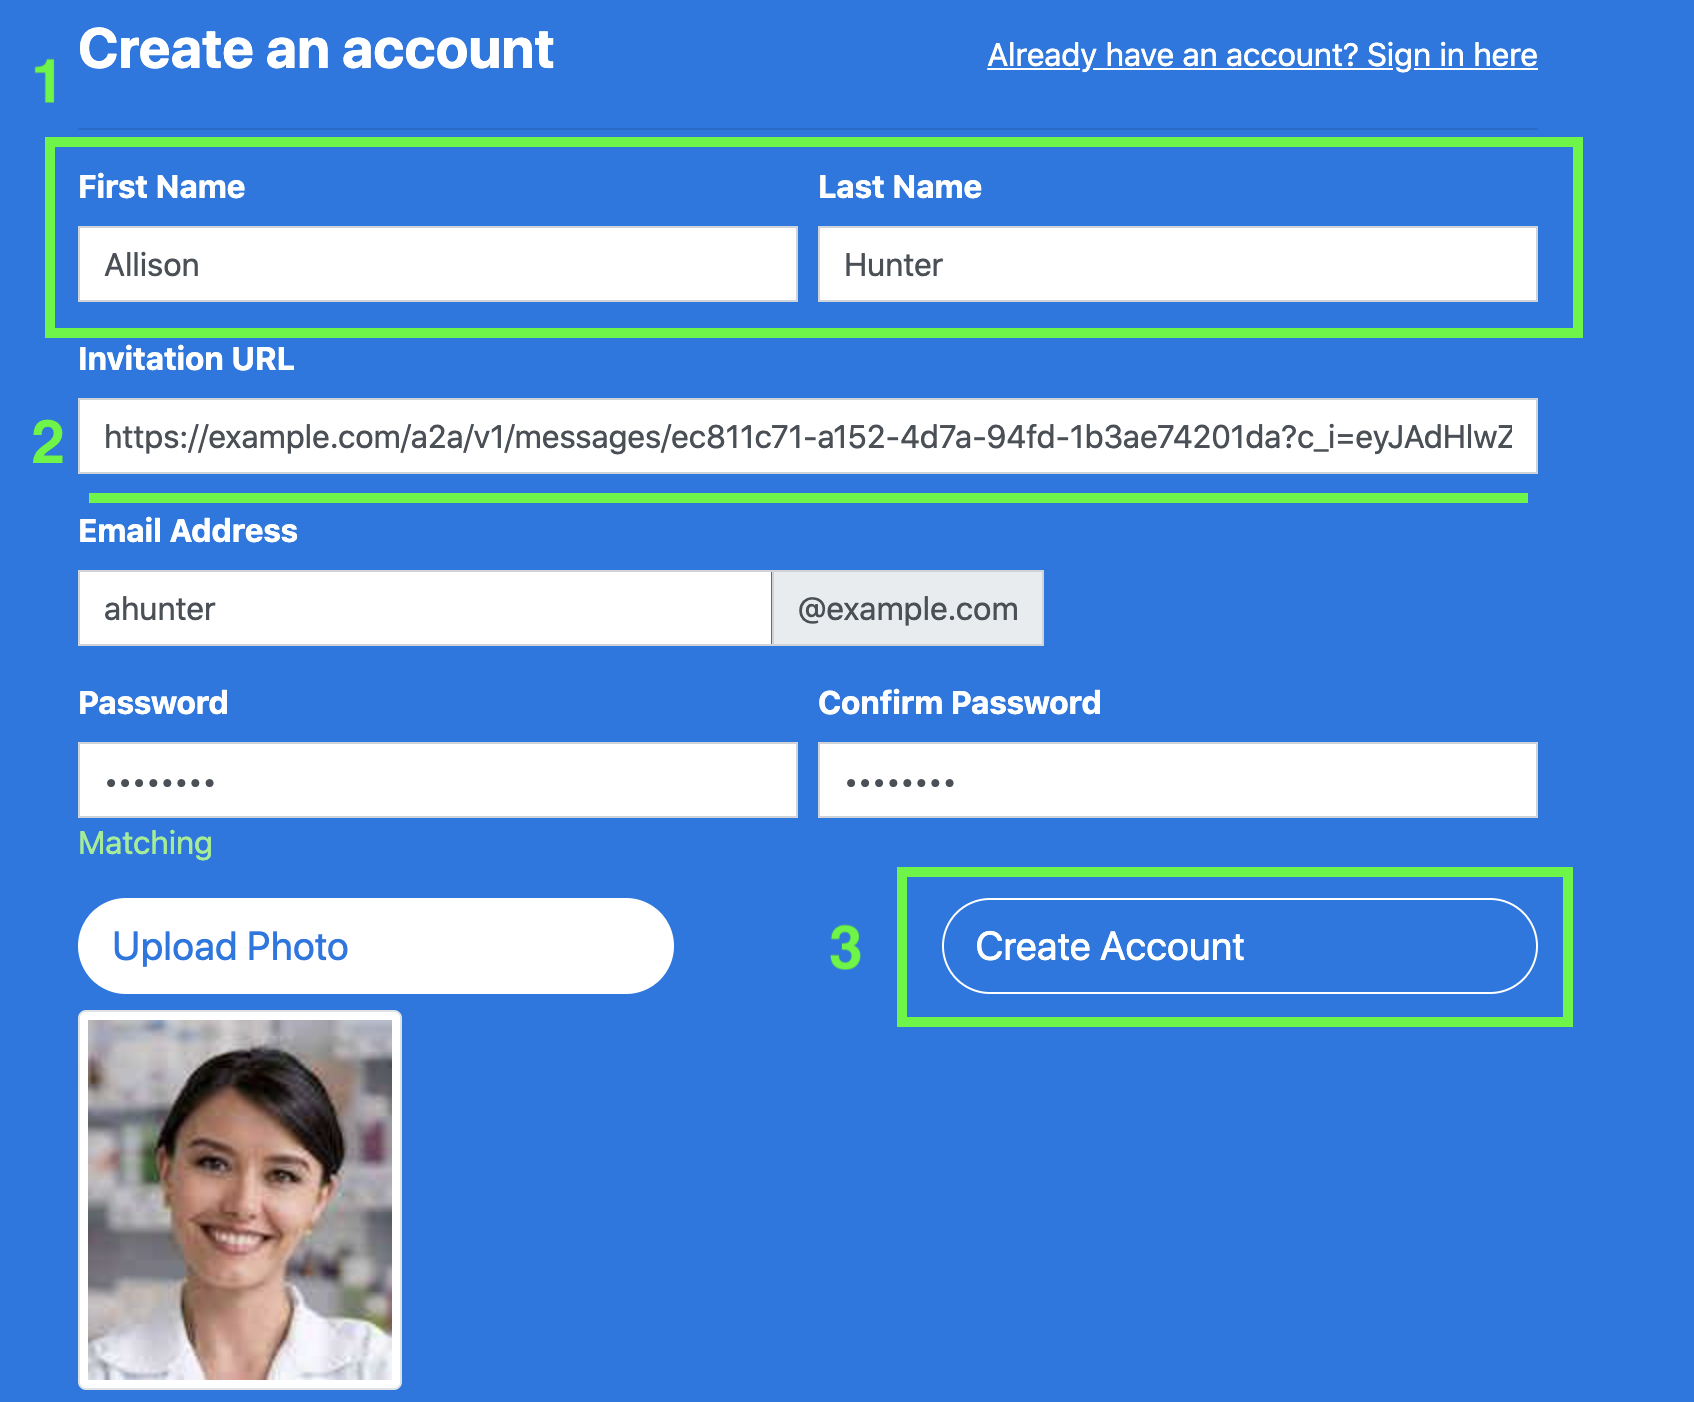 1
Create an account
Already have an account? Sign in here
First Name
Last Name
Allison
Hunter
Invitation URL
2
https://example.com/a2a/v1/messages/ec811c71-a152-4d7a-94fd-1b3ae74201da?c_i=eyJAdHlwZ
Email Address
ahunter
@example.com
Password
Confirm Password
••••••••
••••••••
Matching
Upload Photo
3
Create Account